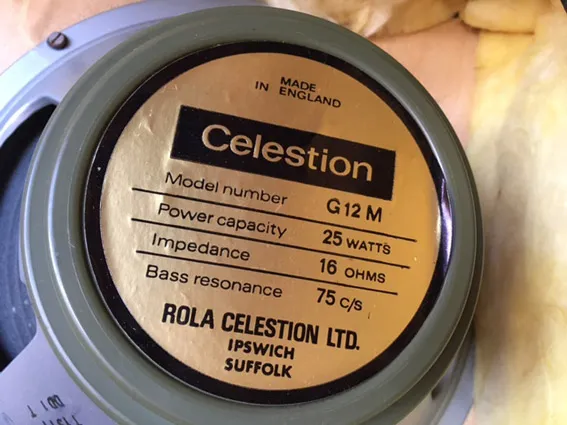 MADE
IN ENGLAND
Celestion
Model number G12M
Power capacity 25 WATTS
Impedance 16 OHMS
Bass resonance 75 C/S
ROLA CELESTION LTD.
IPSWICH
SUFFOLK